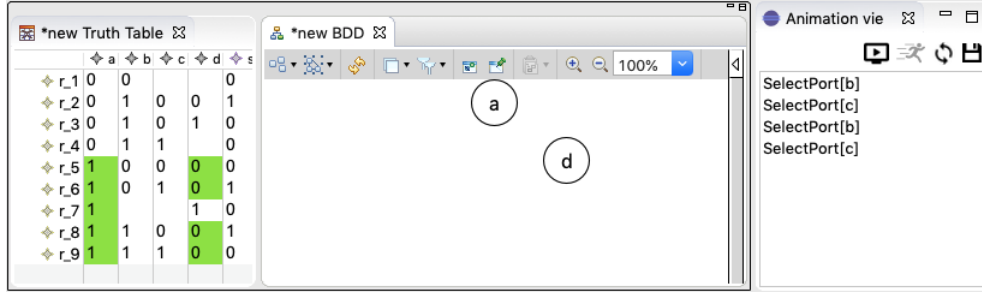 *new Truth Table
a b c d s
r_1 0 0 0
r_2 0 1 0 0 1
r_3 0 1 0 1 0
r_4 0 1 1 0
r_5 1 0 0 0 0
r_6 1 0 1 0 1
r_7 1 1 0
r_8 1 1 0 0 1
r_9 1 1 1 0 0
*new BDD
100%
a
d
Animation vie
SelectPort[b]
SelectPort[c]
SelectPort[b]
SelectPort[c]